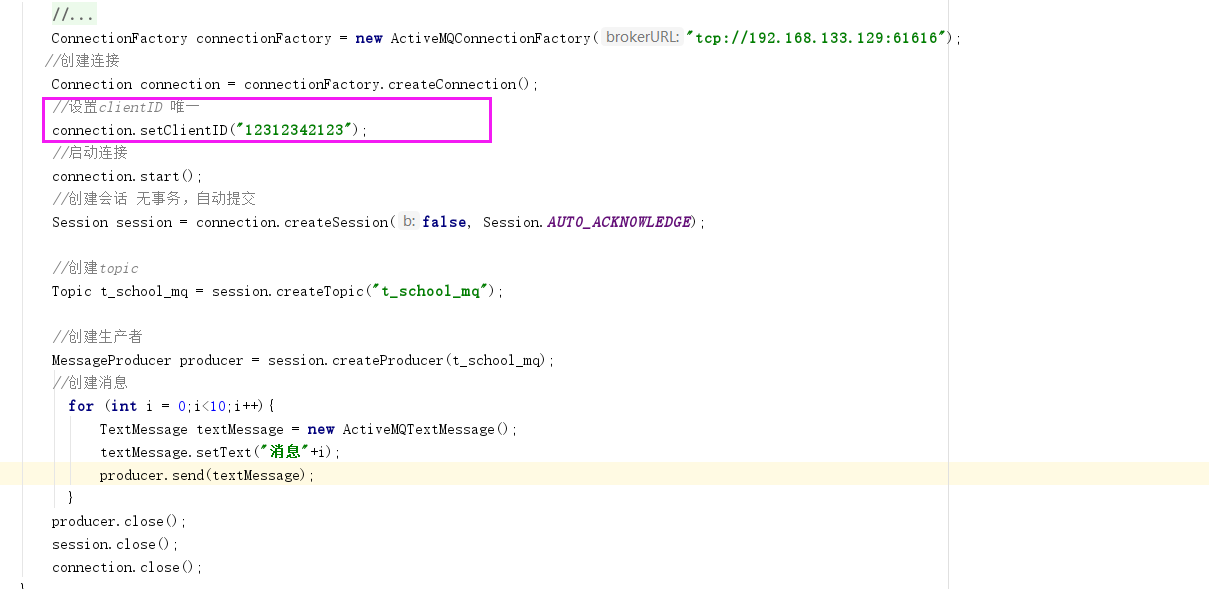 //...
ConnectionFactory connectionFactory = new ActiveMQConnectionFactory( brokerURL: "tcp://192.168.133.129:61616");
//创建连接
Connection connection = connectionFactory.createConnection();
//设置clientID 唯一
connection.setClientID("12312342123");
//启动连接
connection.start();
//创建会话 无事务，自动提交
Session session = connection.createSession( b: false, Session.AUTO_ACKNOWLEDGE);
//创建topic
Topic t_school_mq = session.createTopic("t_school_mq");
//创建生产者
MessageProducer producer = session.createProducer(t_school_mq);
//创建消息
for (int i = 0;i<10;i++){
TextMessage textMessage = new ActiveMQTextMessage();
textMessage.setText("消息"+i);
producer.send(textMessage);
}
producer.close();
session.close();
connection.close();